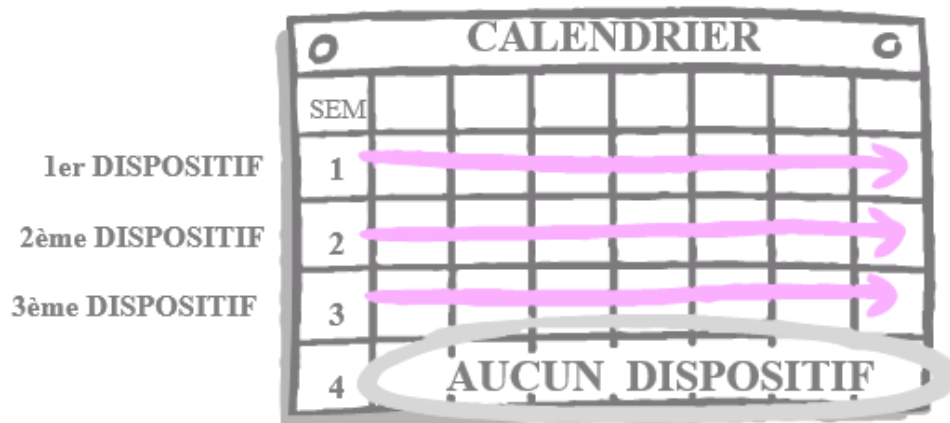 CALENDRIER
SEM
1er DISPOSITIF 1
2ème DISPOSITIF 2
3ème DISPOSITIF 3
4 AUCUN DISPOSITIF